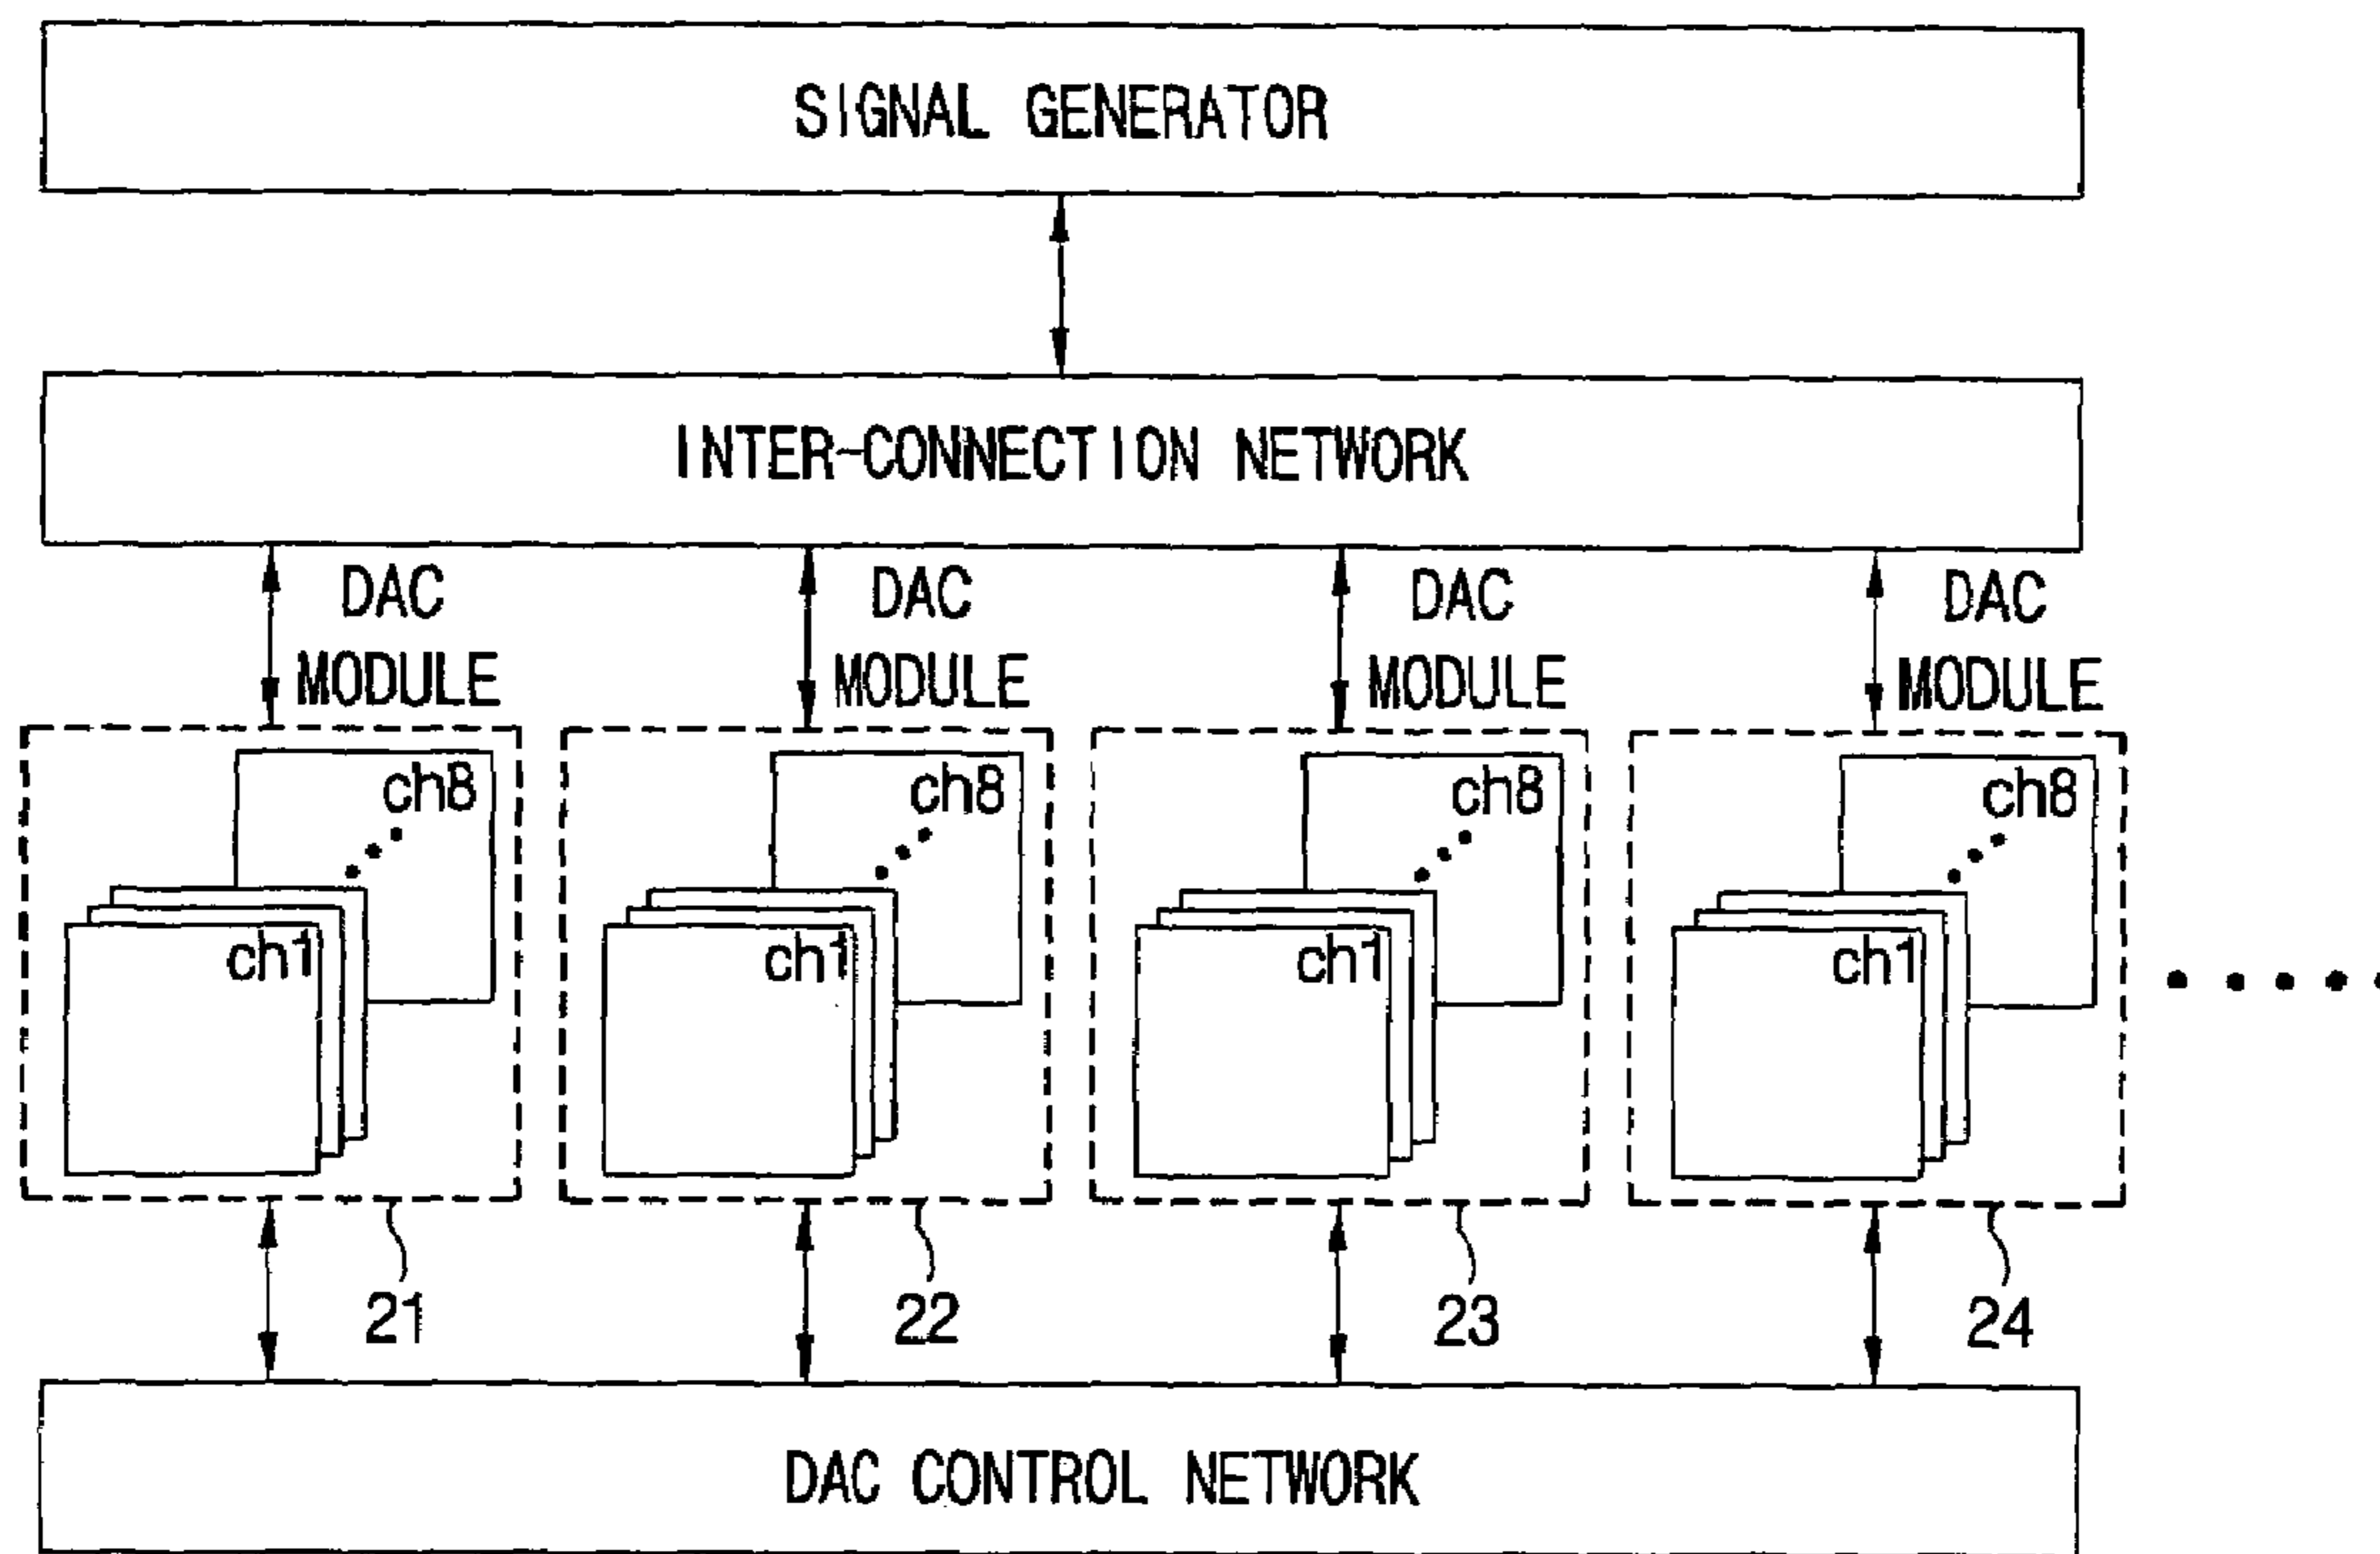 SIGNAL GENERATOR
INTER-CONNECTION NETWORK
DAC MODULE
DAC MODULE
DAC MODULE
DAC MODULE
ch8
ch1
ch8
ch1
ch8
ch1
ch8
ch1
21
22
23
24
DAC CONTROL NETWORK